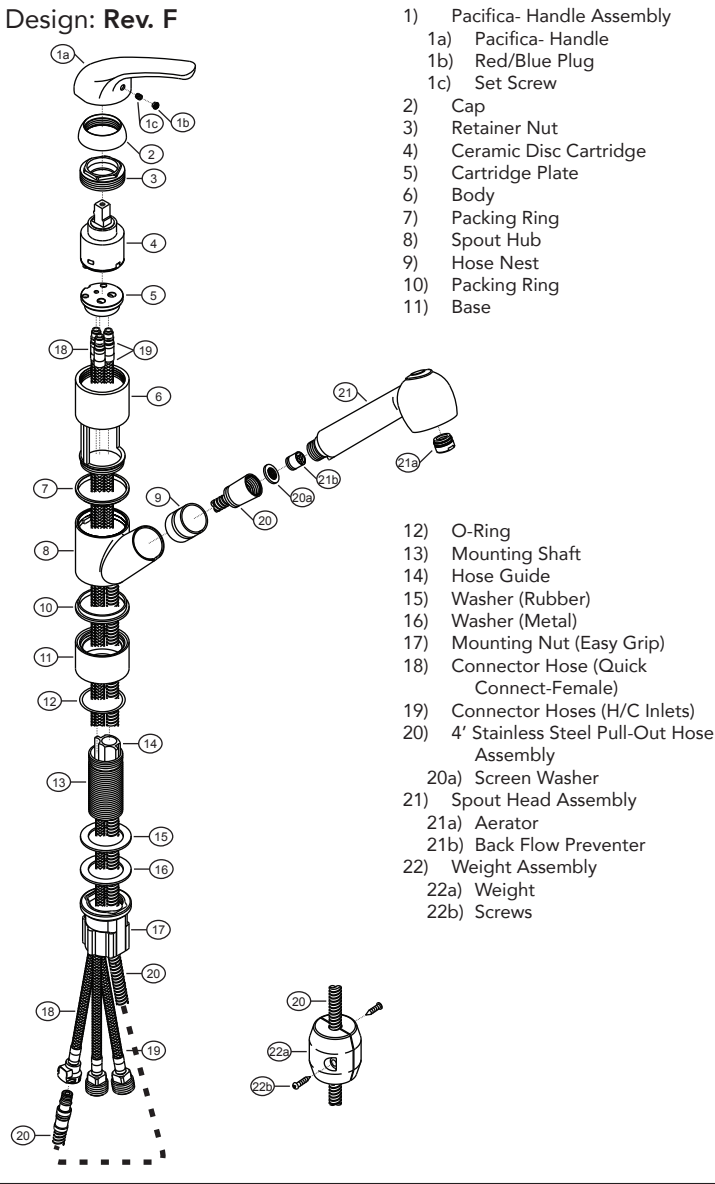 Design: Rev. F
1) Pacifica- Handle Assembly
1a) Pacifica- Handle
1b) Red/Blue Plug
1c) Set Screw
2) Cap
3) Retainer Nut
4) Ceramic Disc Cartridge
5) Cartridge Plate
6) Body
7) Packing Ring
8) Spout Hub
9) Hose Nest
10) Packing Ring
11) Base
12) O-Ring
13) Mounting Shaft
14) Hose Guide
15) Washer (Rubber)
16) Washer (Metal)
17) Mounting Nut (Easy Grip)
18) Connector Hose (Quick
Connect-Female)
19) Connector Hoses (H/C Inlets)
20) 4’ Stainless Steel Pull-Out Hose
Assembly
20a) Screen Washer
21) Spout Head Assembly
21a) Aerator
21b) Back Flow Preventer
22) Weight Assembly
22a) Weight
22b) Screws
1a
1c
1b
2
3
4
5
18
19
6
21
21a
21b
20a
20
9
7
8
10
11
12
14
13
15
16
17
20
18
19
20
20
22a
22b